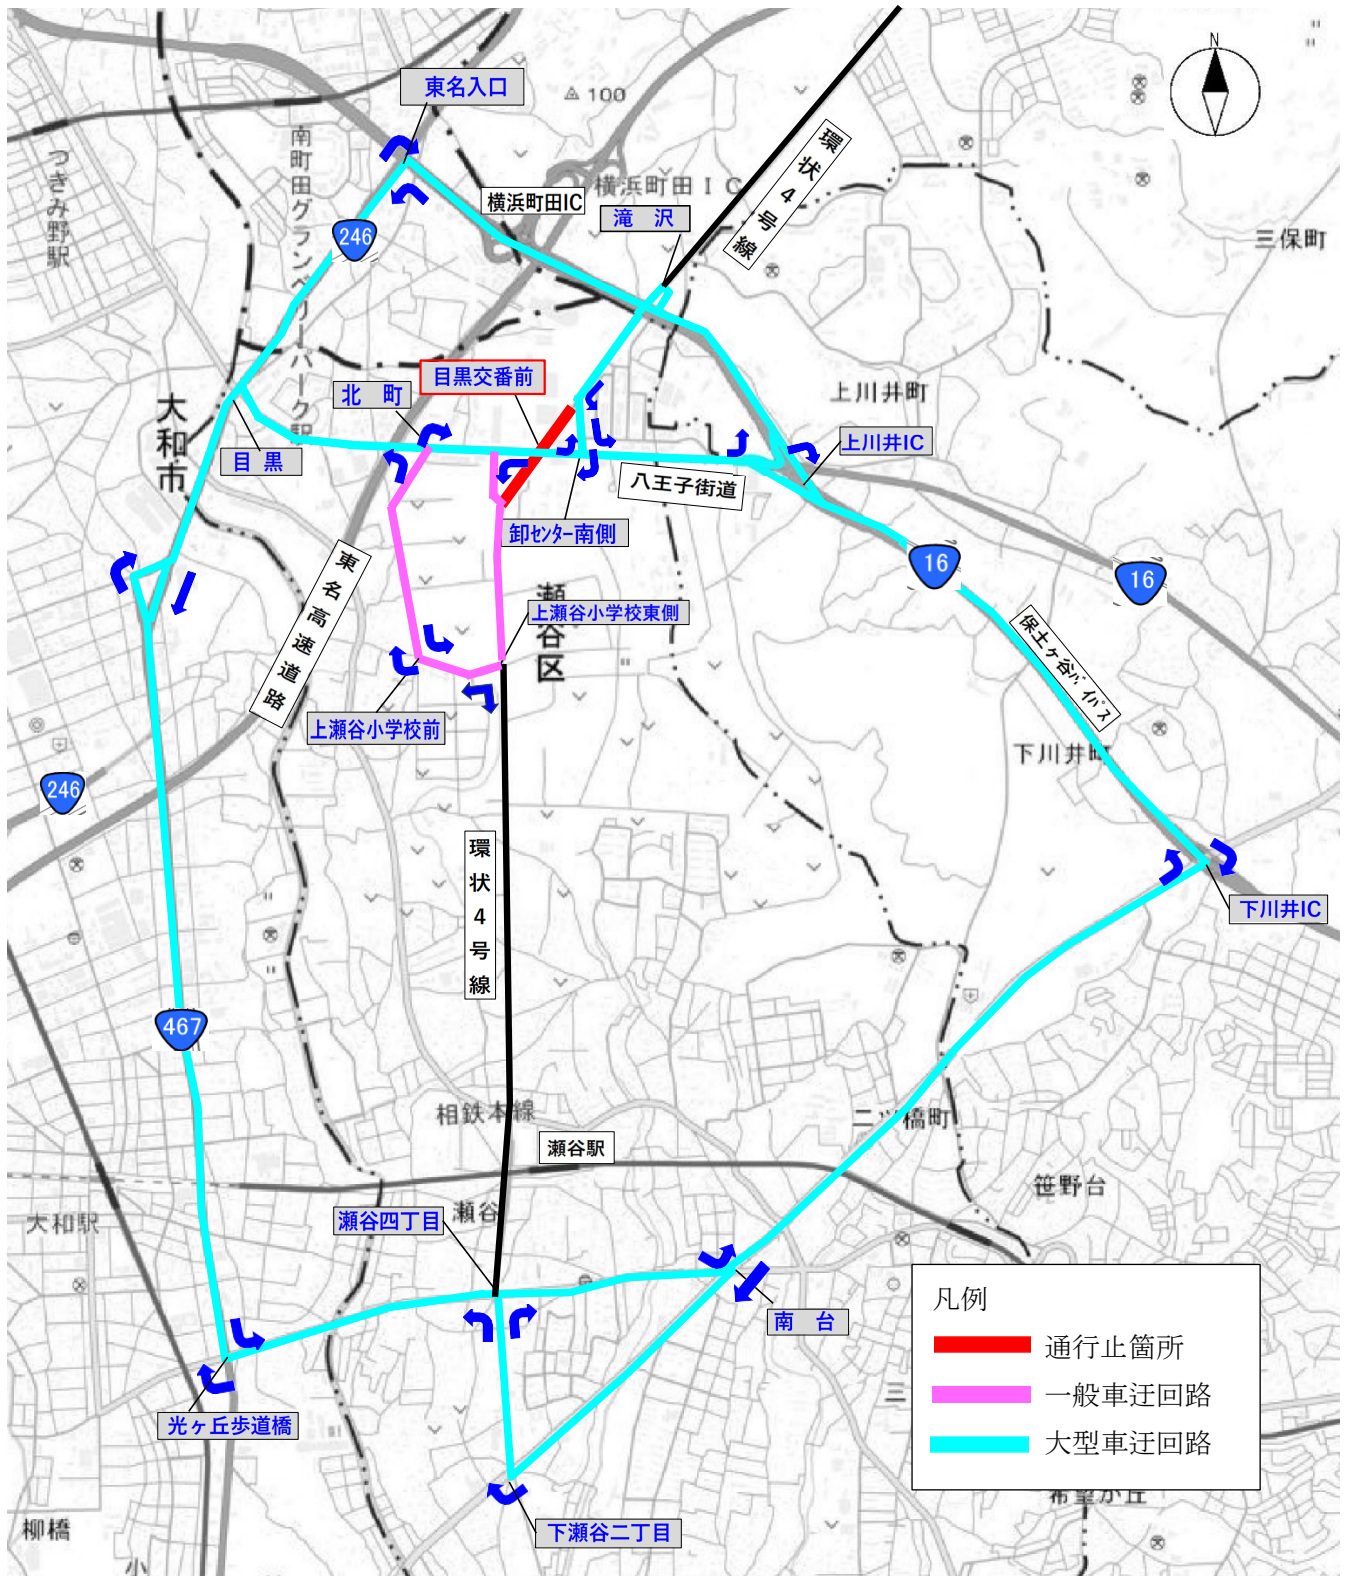 東名入口
N
100
南町田グランベリーパーク駅
環状4号線
つきみ野駅
横浜町田IC
横浜町田IC
滝 沢
246
三保町
目黒交番前
北 町
上川井町
大和市
上川井IC
目 黒
八王子街道
卸センター南側
16
16
東名高速道路
瀬谷区
上瀬谷小学校東側
保土ヶ谷バイパス
上瀬谷小学校前
下川井町
246
環状4号線
下川井IC
467
相鉄本線
二ツ橋町
瀬谷駅
笹野台
大和駅
瀬谷四丁目
瀬谷
南 台
凡例
通行止箇所
一般車迂回路
大型車迂回路
三
光ヶ丘歩道橋
希望が丘
柳橋
下瀬谷二丁目
小